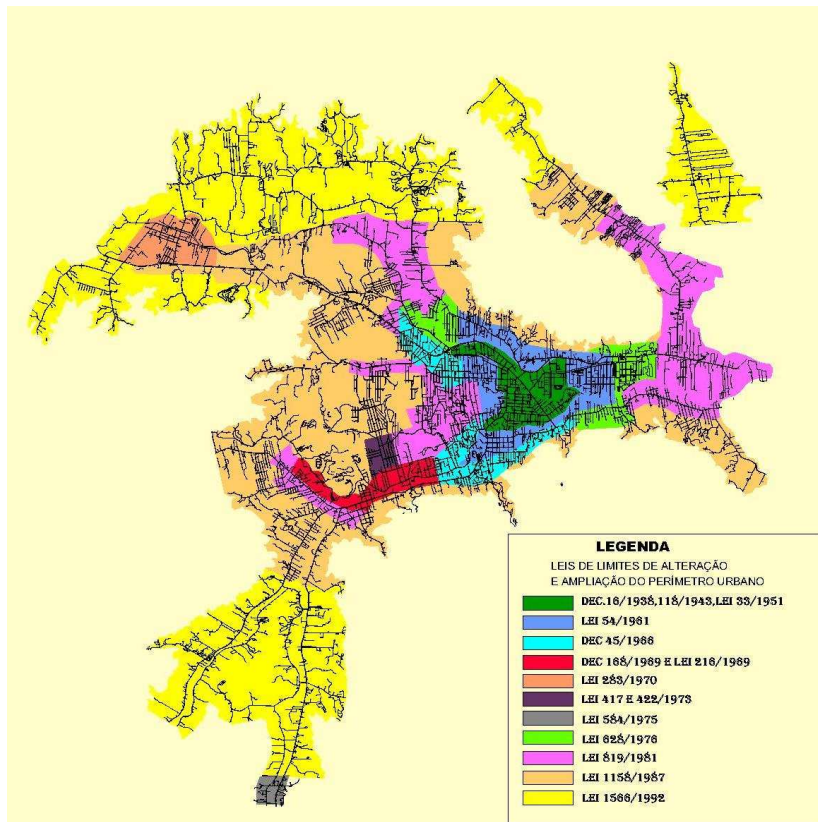 LEGENDA
LEIS DE LIMITES DE ALTERAÇÃO
E AMPLIAÇÃO DO PERÍMETRO URBANO
DEC.16/1938,118/1943,LEI 33/1951
LEI 54/1961
DEC 45/1966
DEC 168/1969 E LEI 216/1969
LEI 283/1970
LEI 417 E 422/1973
LEI 584/1975
LEI 628/1976
LEI 819/1981
LEI 1158/1987
LEI 1566/1992